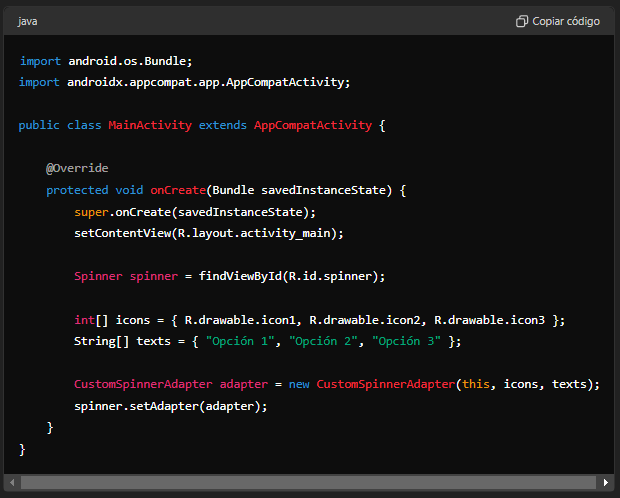 java
Copiar código
import android.os.Bundle;
import androidx.appcompat.app.AppCompatActivity;
public class MainActivity extends AppCompatActivity {
@Override
protected void onCreate(Bundle savedInstanceState) {
super.onCreate(savedInstanceState);
setContentView(R.layout.activity_main);
Spinner spinner = findViewById(R.id.spinner);
int[] icons = { R.drawable.icon1, R.drawable.icon2, R.drawable.icon3 };
String[] texts = { "Opción 1", "Opción 2", "Opción 3" };
CustomSpinnerAdapter adapter = new CustomSpinnerAdapter(this, icons, texts);
spinner.setAdapter(adapter);
}
}